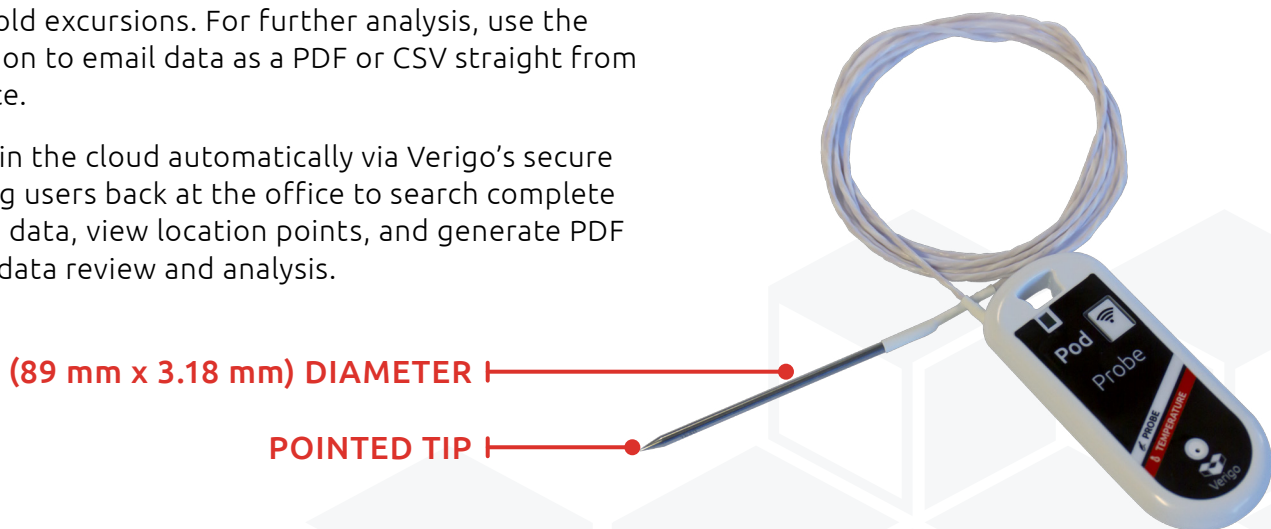 old excursions. For further analysis, use the
on to email data as a PDF or CSV straight from
te.
in the cloud automatically via Verigo’s secure
g users back at the office to search complete
data, view location points, and generate PDF
data review and analysis.
(89 mm x 3.18 mm) DIAMETER
POINTED TIP
Pod
Probe
PROBE
TEMPERATURE
Verigo